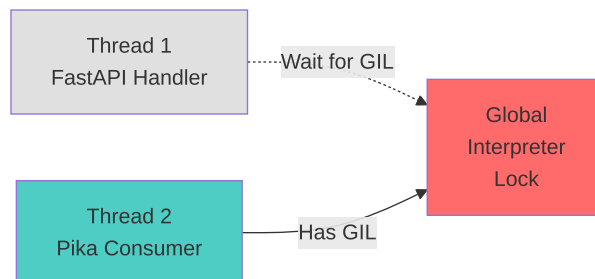 Thread 1
FastAPI Handler
Wait for GIL
Global
Interpreter
Lock
Thread 2
Pika Consumer
Has GIL